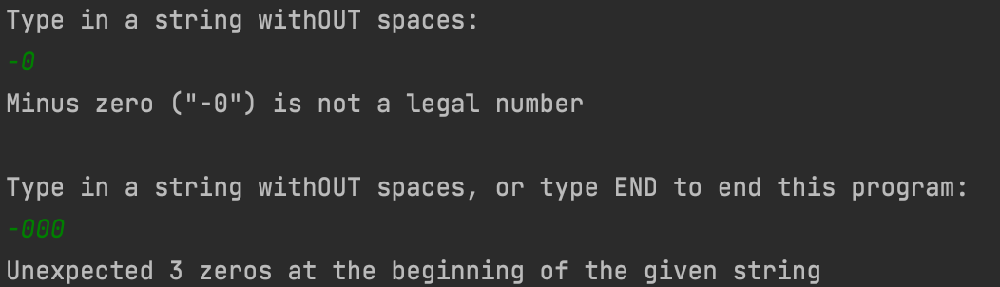 Type in a string withOUT spaces:
-0
Minus zero ("-0") is not a legal number
Type in a string withOUT spaces, or type END to end this program:
-000
Unexpected 3 zeros at the beginning of the given string